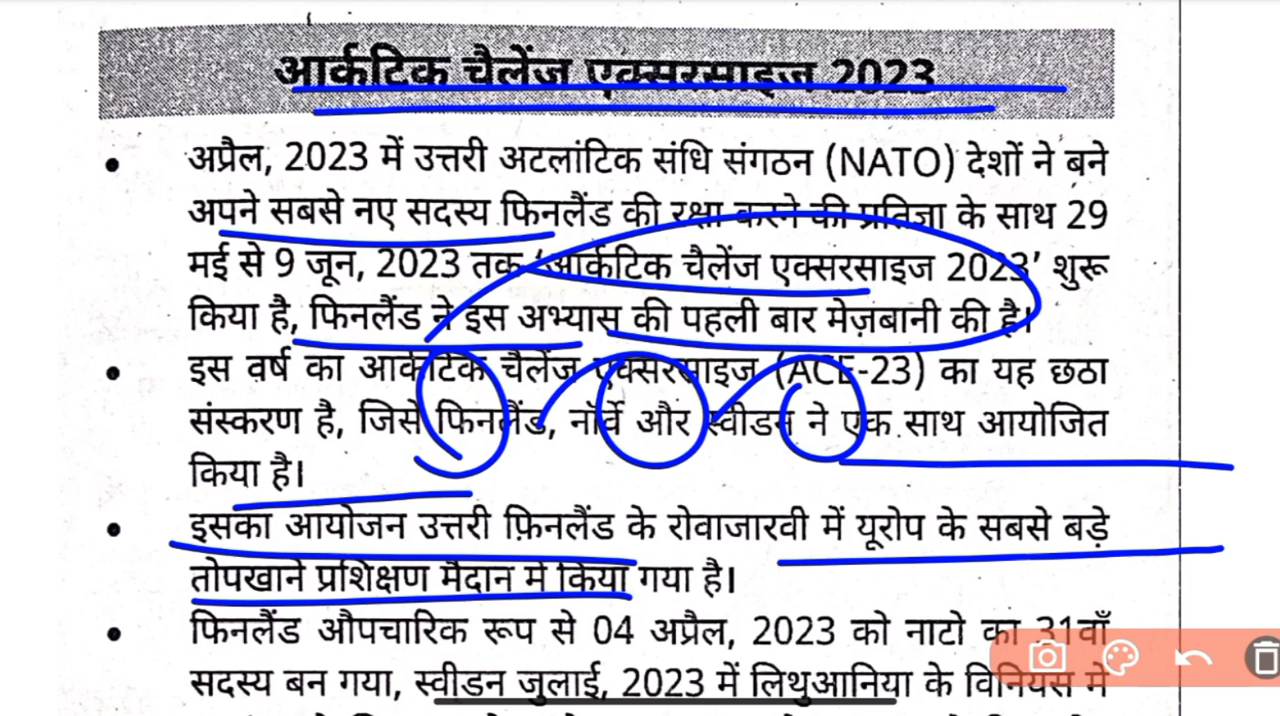 आर्कटिक चैलेंज एक्सरसाइज 2023
• अप्रैल, 2023 में उत्तरी अटलांटिक संधि संगठन (NATO) देशों ने बने
अपने सबसे नए सदस्य फिनलैंड की रक्षा करने की प्रतिज्ञा के साथ 29
मई से 9 जून, 2023 तक ‘आर्कटिक चैलेंज एक्सरसाइज 2023’ शुरू
किया है, फिनलैंड ने इस अभ्यास की पहली बार मेज़बानी की है।
• इस वर्ष का आर्कटिक चैलेंज एक्सरसाइज (ACE-23) का यह छठा
संस्करण है, जिसे फिनलैंड, नॉर्वे और स्वीडन ने एक साथ आयोजित
किया है।
• इसका आयोजन उत्तरी फ़िनलैंड के रोवाजारवी में यूरोप के सबसे बड़े
तोपखाने प्रशिक्षण मैदान में किया गया है।
• फिनलैंड औपचारिक रूप से 04 अप्रैल, 2023 को नाटो का 31वाँ
सदस्य बन गया, स्वीडन जुलाई, 2023 में लिथुआनिया के विनियस में